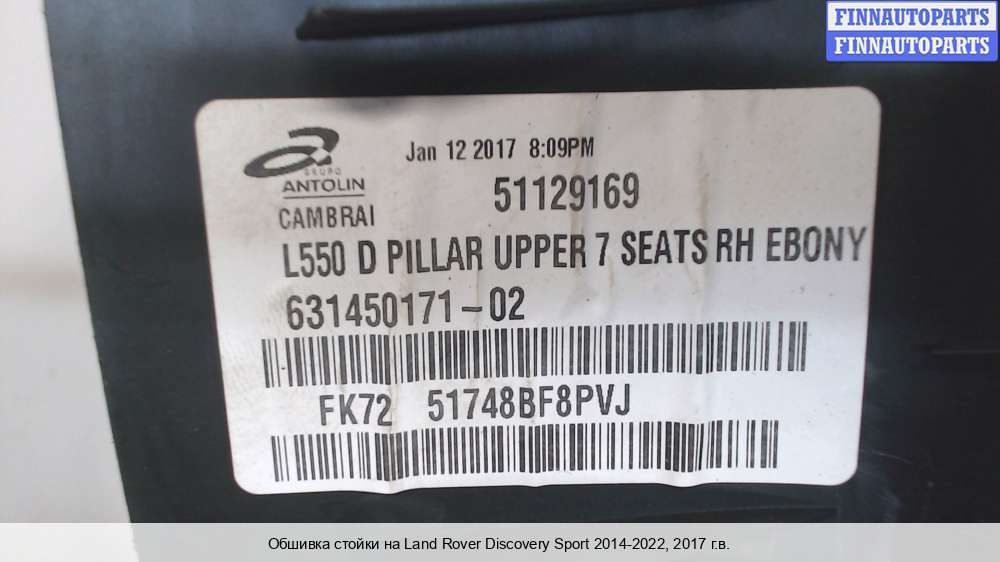 FINNAUTOPARTS
FINNAUTOPARTS
GRUPO
ANTOLIN
CAMBRAI
Jan 12 2017 8:09PM
51129169
L550 D PILLAR UPPER 7 SEATS RH EBONY
631450171-02
FK72 51748BF8PVJ
Обшивка стойки на Land Rover Discovery Sport 2014-2022, 2017 г.в.